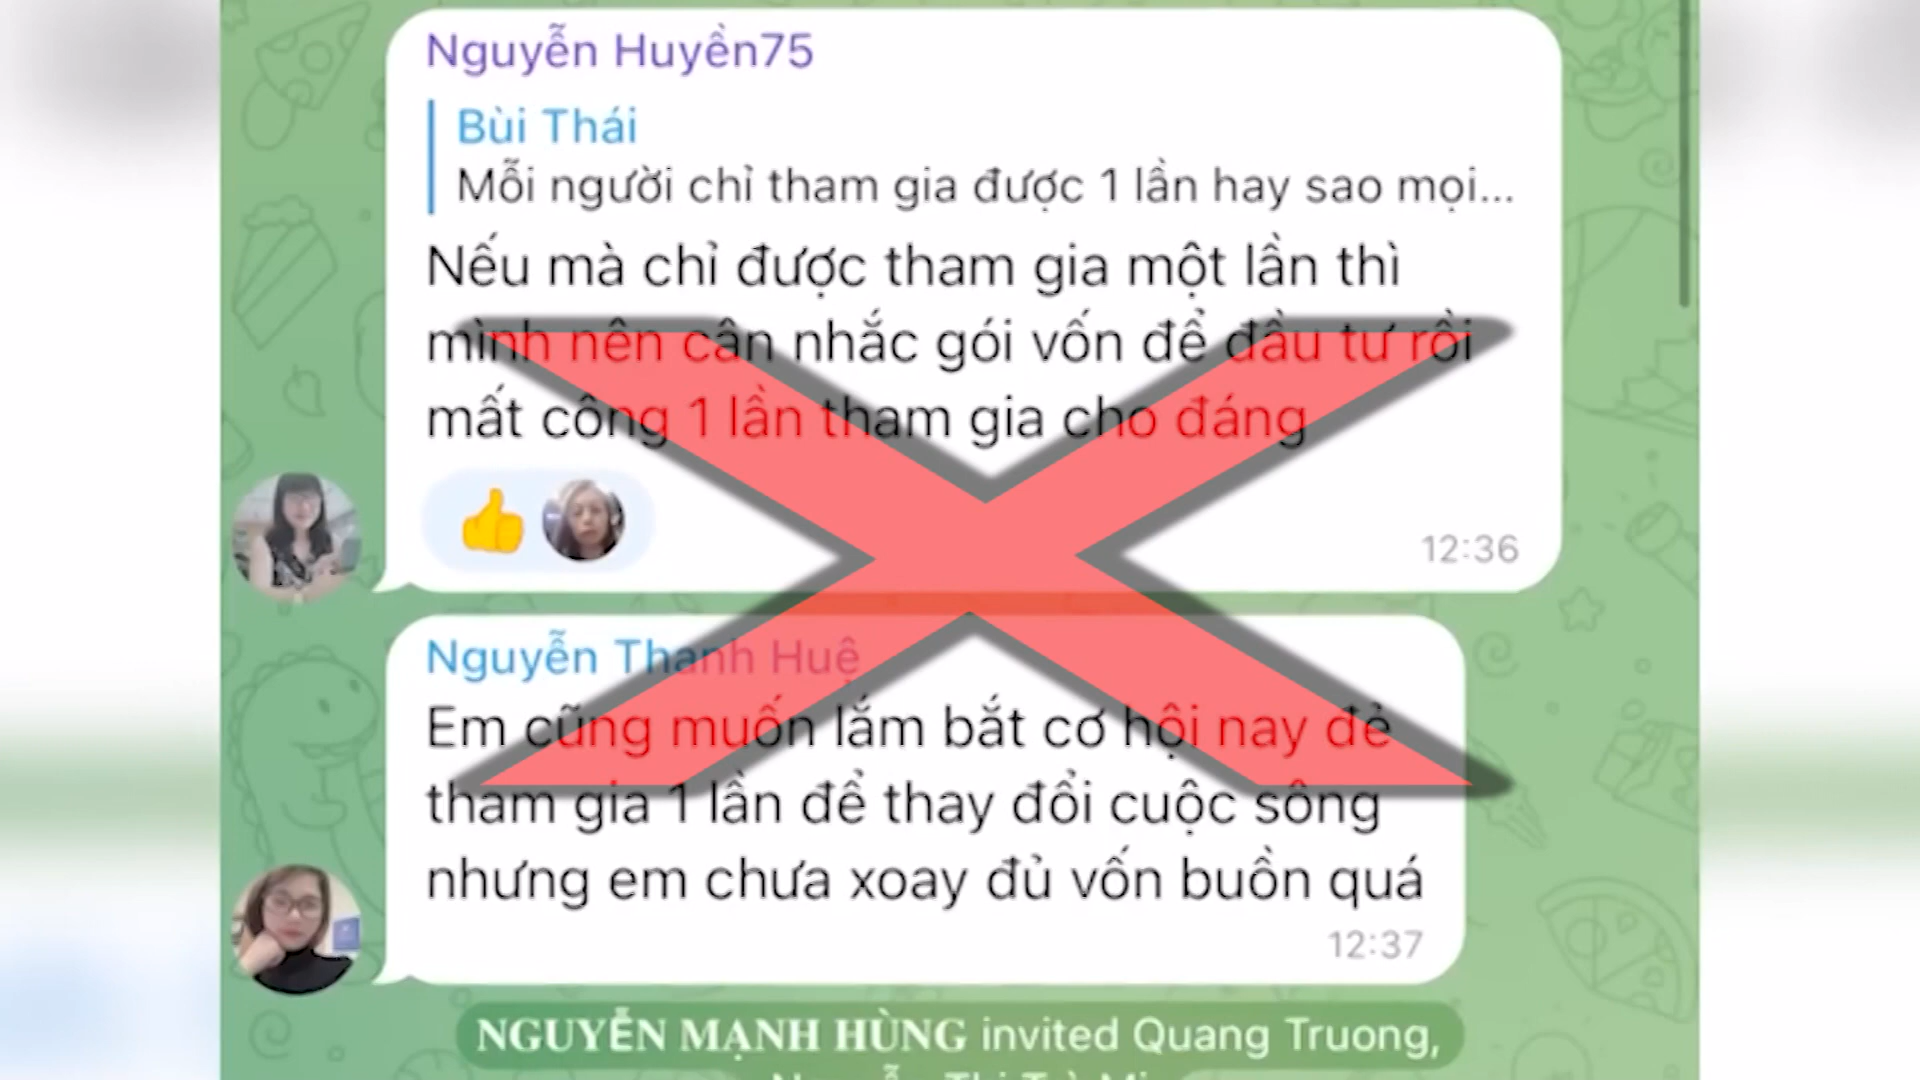 Nguyễn Huyền75
Bùi Thái
Mỗi người chỉ tham gia được 1 lần hay sao mọi...
Nếu mà chỉ được tham gia một lần thì
mình nên cân nhắc gói vốn để đầu tư rồi
mất công 1 lần tham gia cho đáng
12:36
Nguyễn Thanh Huệ
Em cũng muốn lắm bắt cơ hội nay đẻ
tham gia 1 lần để thay đổi cuộc sông
nhưng em chưa xoay đủ vốn buồn quá
12:37
NGUYỄN MẠNH HÙNG invited Quang Truong,